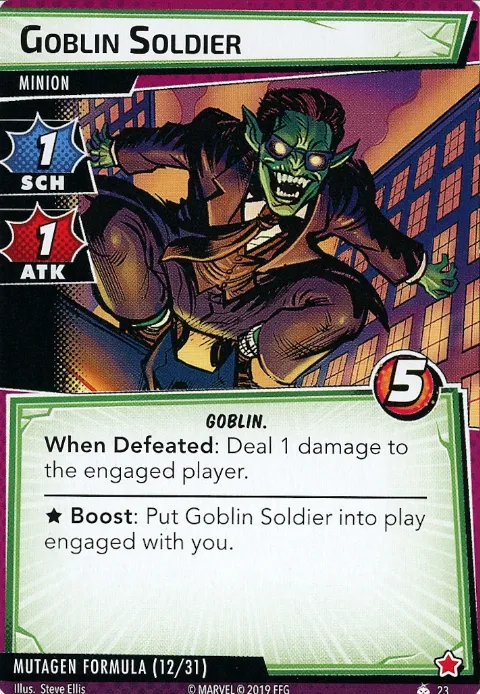 GOBLIN SOLDIER
MINION
1
SCH
1
ATK
5
GOBLIN.
When Defeated: Deal 1 damage to
the engaged player.
★ Boost: Put Goblin Soldier into play
engaged with you.
MUTAGEN FORMULA (12/31)
Illus. Steve Ellis
© MARVEL © 2019 FFG
23